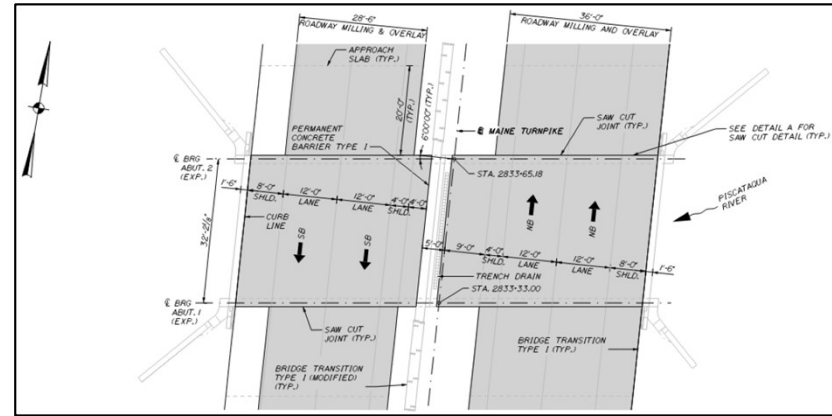 28'-6"
ROADWAY MILLING & OVERLAY
36'-0"
ROADWAY MILLING AND OVERLAY
APPROACH
SLAB (TYP.)
20'-0"
(TYP.)
6°00'00" (TYP.)
PERMANENT
CONCRETE
BARRIER TYPE I
℄ MAINE TURNPIKE
SAW CUT
JOINT (TYP.)
SEE DETAIL A FOR
SAW CUT DETAIL (TYP.)
℄ BRG
ABUT. 2
(EXP.)
STA. 2833+65.18
PISCATAQUA
RIVER
1'-6"
8'-0"
SHLD.
12'-0"
LANE
12'-0"
LANE
4'-0"
SHLD.
4'-0"
NB
NB
32'-2⅛"
CURB
LINE
SB
SB
5'-0"
9'-0"
4'-0"
SHLD.
12'-0"
LANE
12'-0"
LANE
8'-0"
SHLD.
1'-6"
TRENCH DRAIN
STA. 2833+33.00
℄ BRG
ABUT. 1
(EXP.)
SAW CUT
JOINT (TYP.)
BRIDGE TRANSITION
TYPE I (TYP.)
BRIDGE TRANSITION
TYPE I (MODIFIED)
(TYP.)